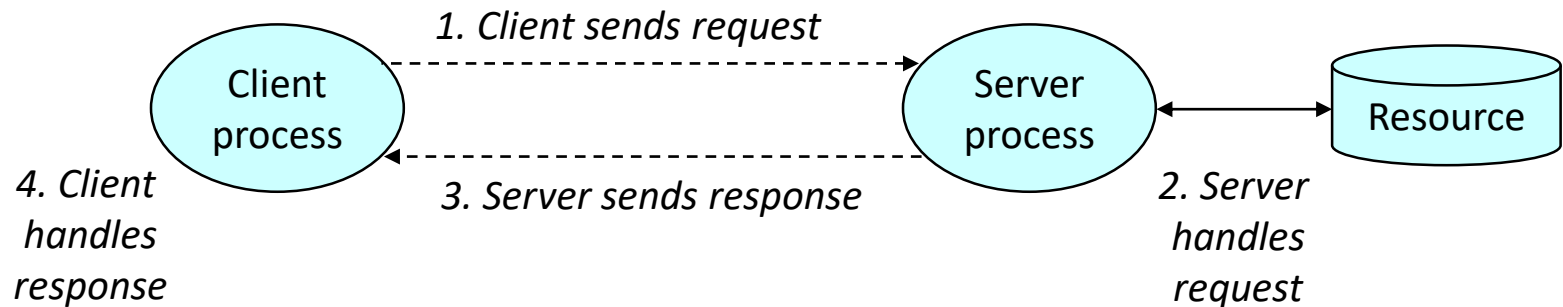 1. Client sends request
Client
process
Server
process
Resource
3. Server sends response
4. Client
handles
response
2. Server
handles
request